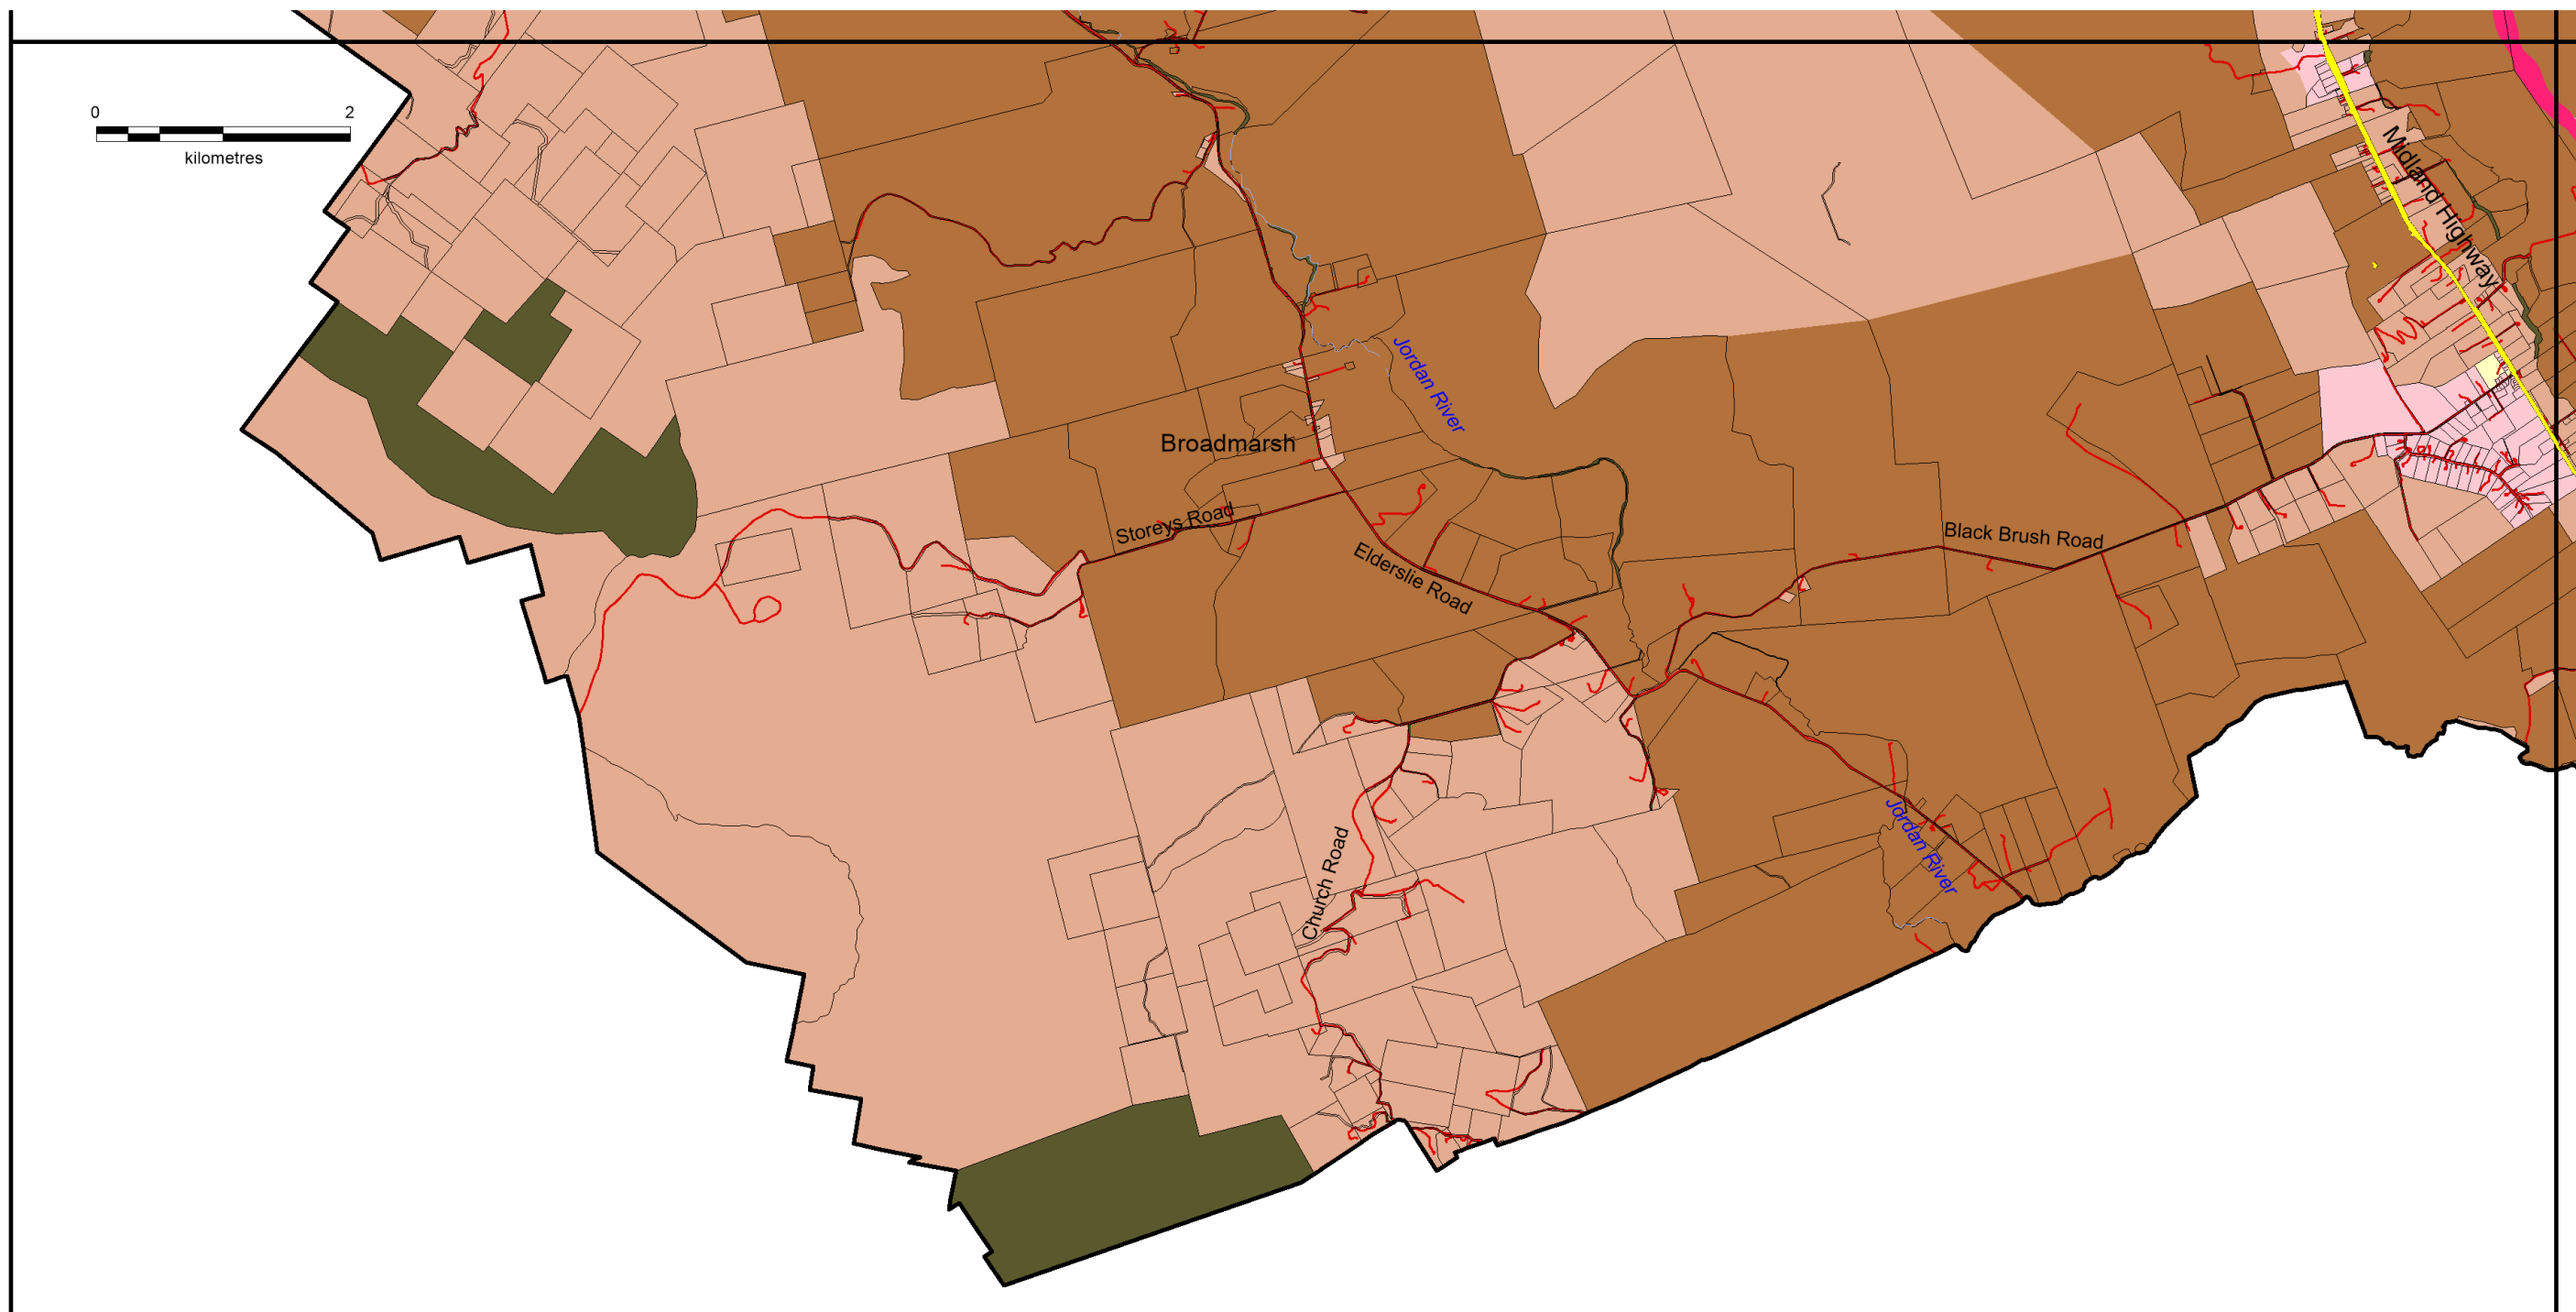 0 2
kilometres
Midland Highway
Jordan River
Broadmarsh
Storeys Road
Black Brush Road
Elderslie Road
Jordan River
Church Road